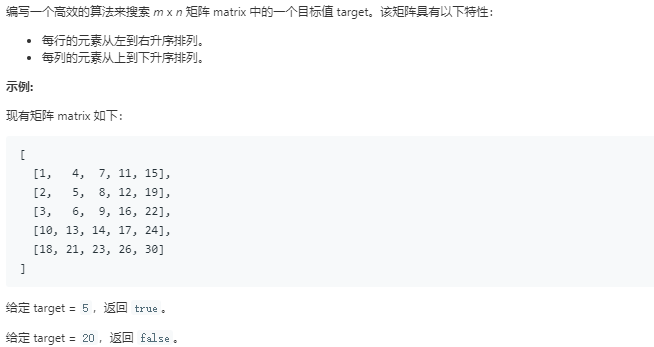 编写一个高效的算法来搜索 m x n 矩阵 matrix 中的一个目标值 target。该矩阵具有以下特性：
• 每行的元素从左到右升序排列。
• 每列的元素从上到下升序排列。
示例:
现有矩阵 matrix 如下：
[
[1, 4, 7, 11, 15],
[2, 5, 8, 12, 19],
[3, 6, 9, 16, 22],
[10, 13, 14, 17, 24],
[18, 21, 23, 26, 30]
]
给定 target = 5，返回 true。
给定 target = 20，返回 false。